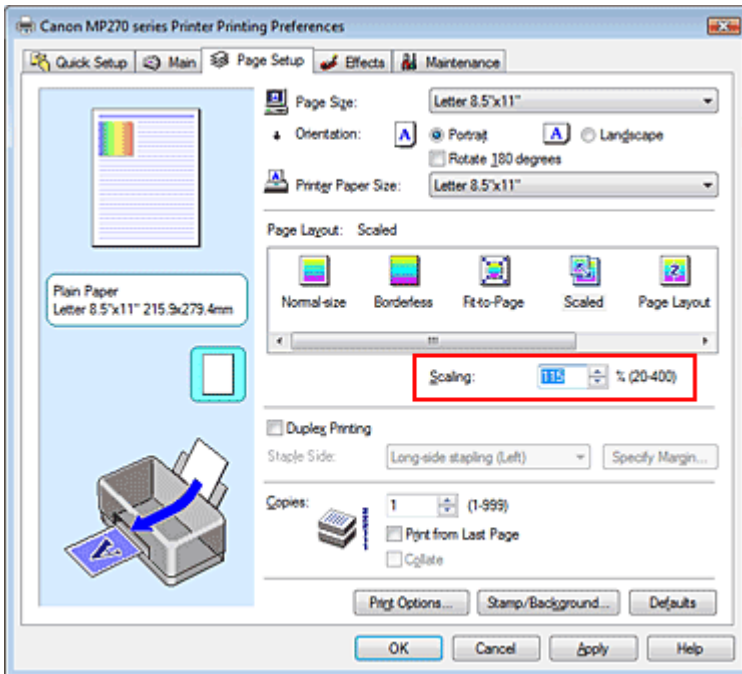 Canon MP270 series Printer Printing Preferences
Quick Setup Main Page Setup Effects Maintenance
Page Size: Letter 8.5"x11"
Orientation: A Portrait A Landscape
Rotate 180 degrees
Printer Paper Size: Letter 8.5"x11"
Page Layout: Scaled
Normal-size Borderless Fit-to-Page Scaled Page Layout
Plain Paper
Letter 8.5"x11" 215.9x279.4mm
Scaling: 115 % (20-400)
Duplex Printing
Staple Side: Long-side stapling (Left) Specify Margin...
Copies: 1 (1-999)
Print from Last Page
Collate
Print Options... Stamp/Background... Defaults
OK Cancel Apply Help